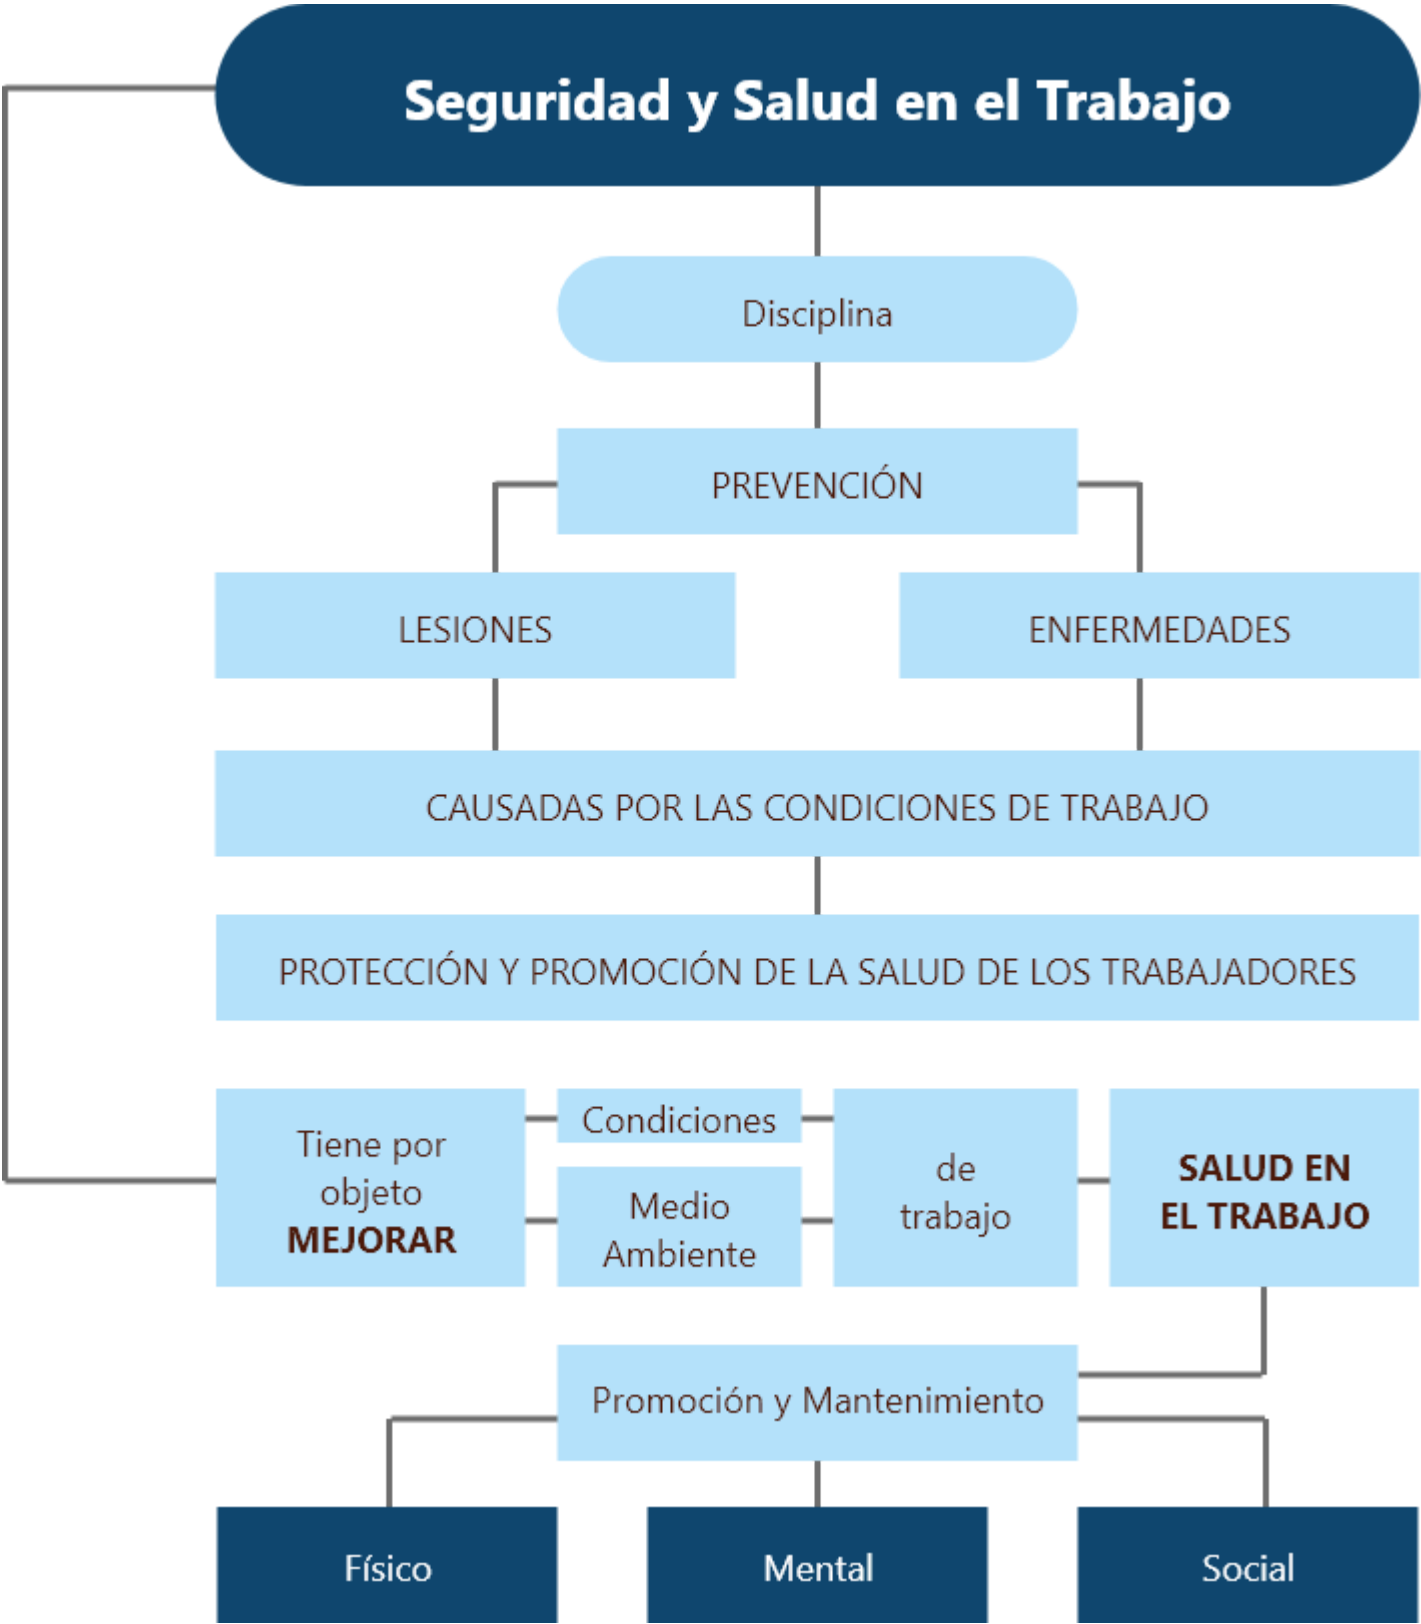 Seguridad y Salud en el Trabajo
Disciplina
PREVENCIÓN
LESIONES
ENFERMEDADES
CAUSADAS POR LAS CONDICIONES DE TRABAJO
PROTECCIÓN Y PROMOCIÓN DE LA SALUD DE LOS TRABAJADORES
Tiene por
objeto
MEJORAR
Condiciones
Medio
Ambiente
de
trabajo
SALUD EN
EL TRABAJO
Promoción y Mantenimiento
Físico
Mental
Social